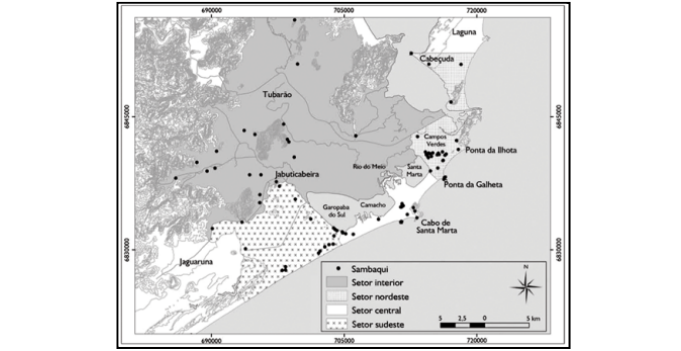 690000
705000
720000
Laguna
Cabeçuda
Tubarão
6845000
6845000
Campos
Verdes
Ponta da Ilhota
Rio do Meio
Santa
Marta
Jabuticabeira
Ponta da Galheta
Garopaba
do Sul
Camacho
Cabo de
Santa Marta
6830000
6830000
Jaguaruna
Sambaqui
Setor interior
Setor nordeste
Setor central
Setor sudeste
N
5 2,5 0 5 km
690000
705000
720000